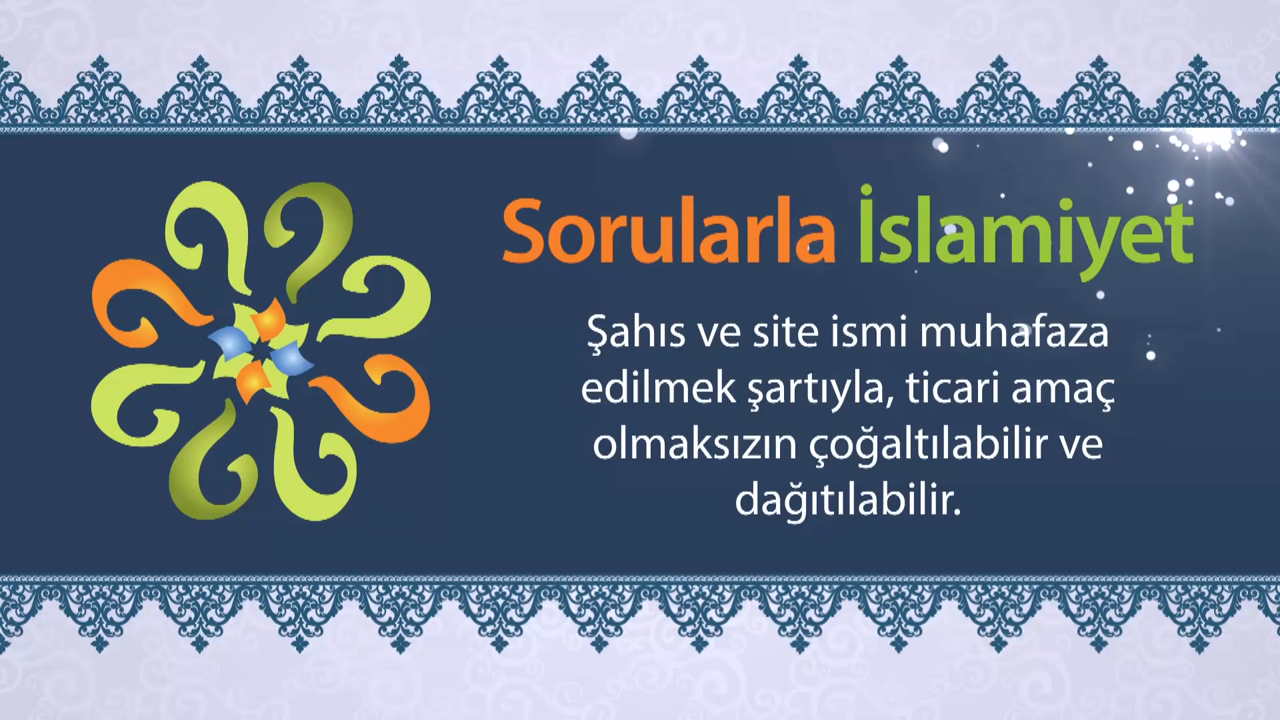 Sorularla İslamiyet
Şahıs ve site ismi muhafaza
edilmek şartıyla, ticari amaç
olmaksızın çoğaltılabilir ve
dağıtılabilir.